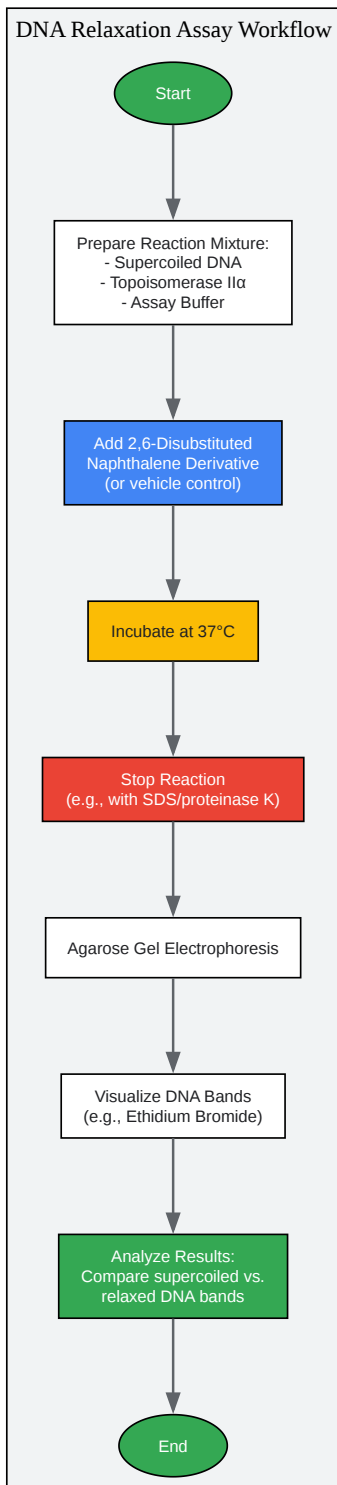 DNA Relaxation Assay Workflow
Start
Prepare Reaction Mixture:
- Supercoiled DNA
- Topoisomerase IIα
- Assay Buffer
Add 2,6-Disubstituted
Naphthalene Derivative
(or vehicle control)
Incubate at 37°C
Stop Reaction
(e.g., with SDS/proteinase K)
Agarose Gel Electrophoresis
Visualize DNA Bands
(e.g., Ethidium Bromide)
Analyze Results:
Compare supercoiled vs.
relaxed DNA bands
End